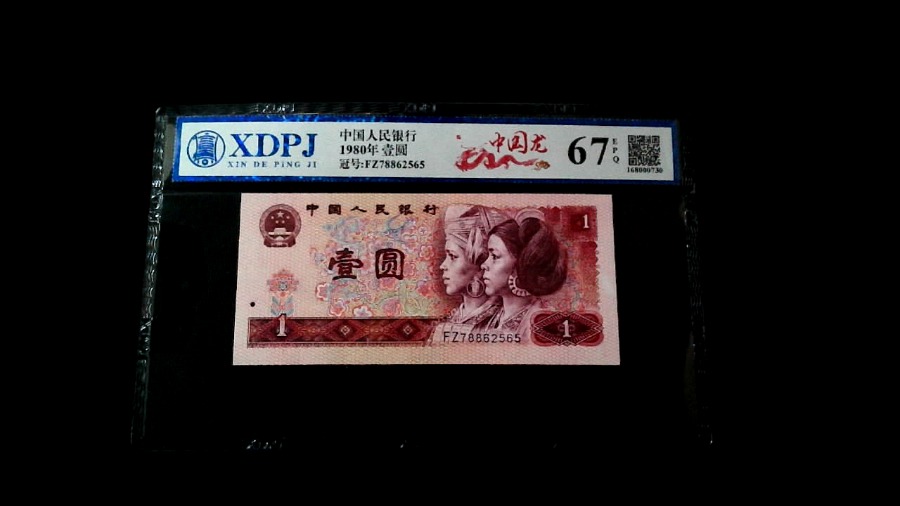 XDPJ
XIN DE PING JI
中国人民银行
1980年 壹圆
冠号:FZ78862565
中国龙
67 EPQ
168000730
中国人民银行
1
壹圆
1
FZ78862565
1